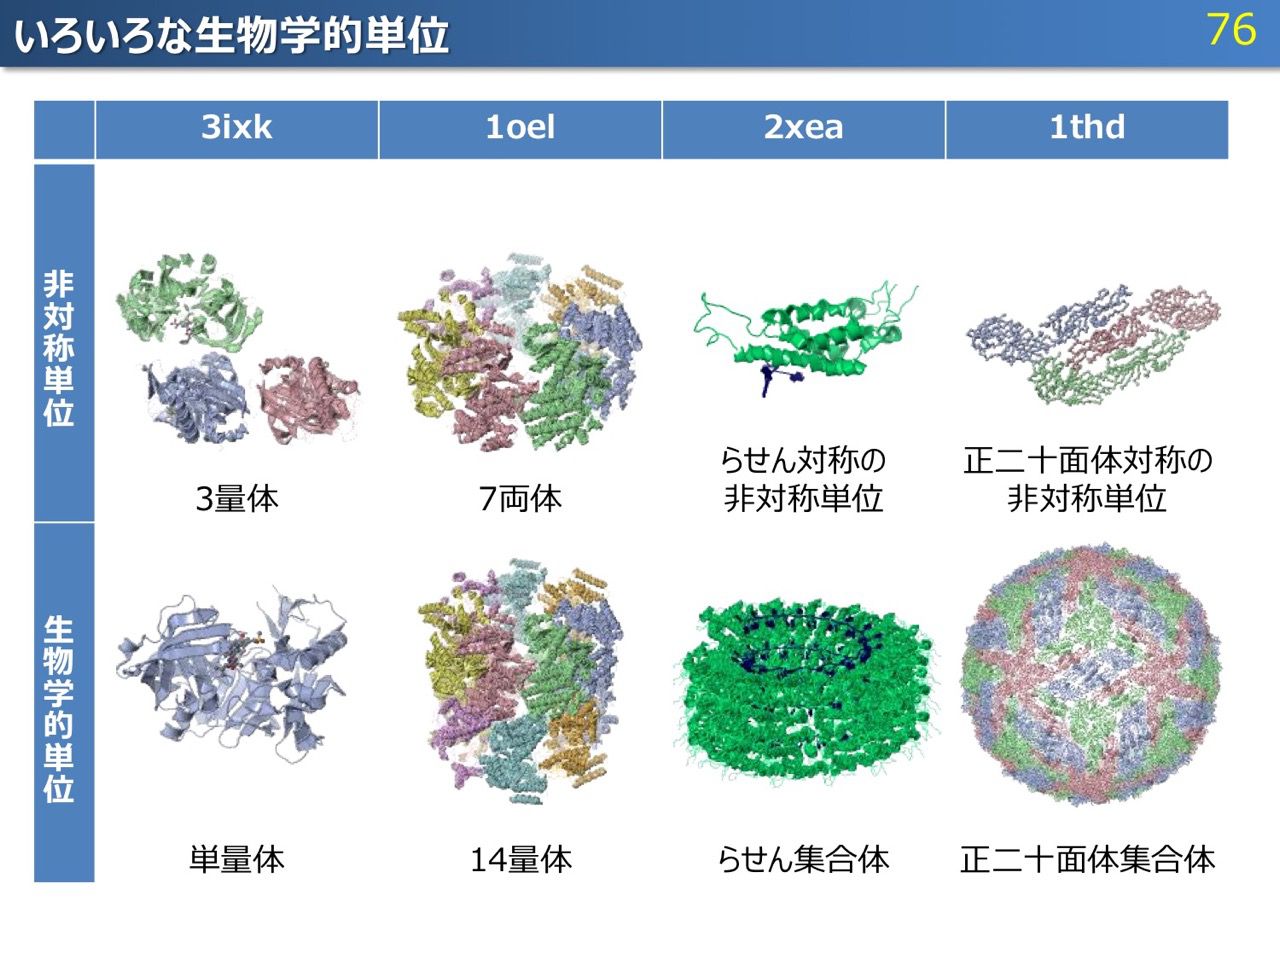 いろいろな生物学的単位
76
3ixk
1oel
2xea
1thd
非対称単位
3量体
7両体
らせん対称の
非対称単位
正二十面体対称の
非対称単位
生物学的単位
単量体
14量体
らせん集合体
正二十面体集合体